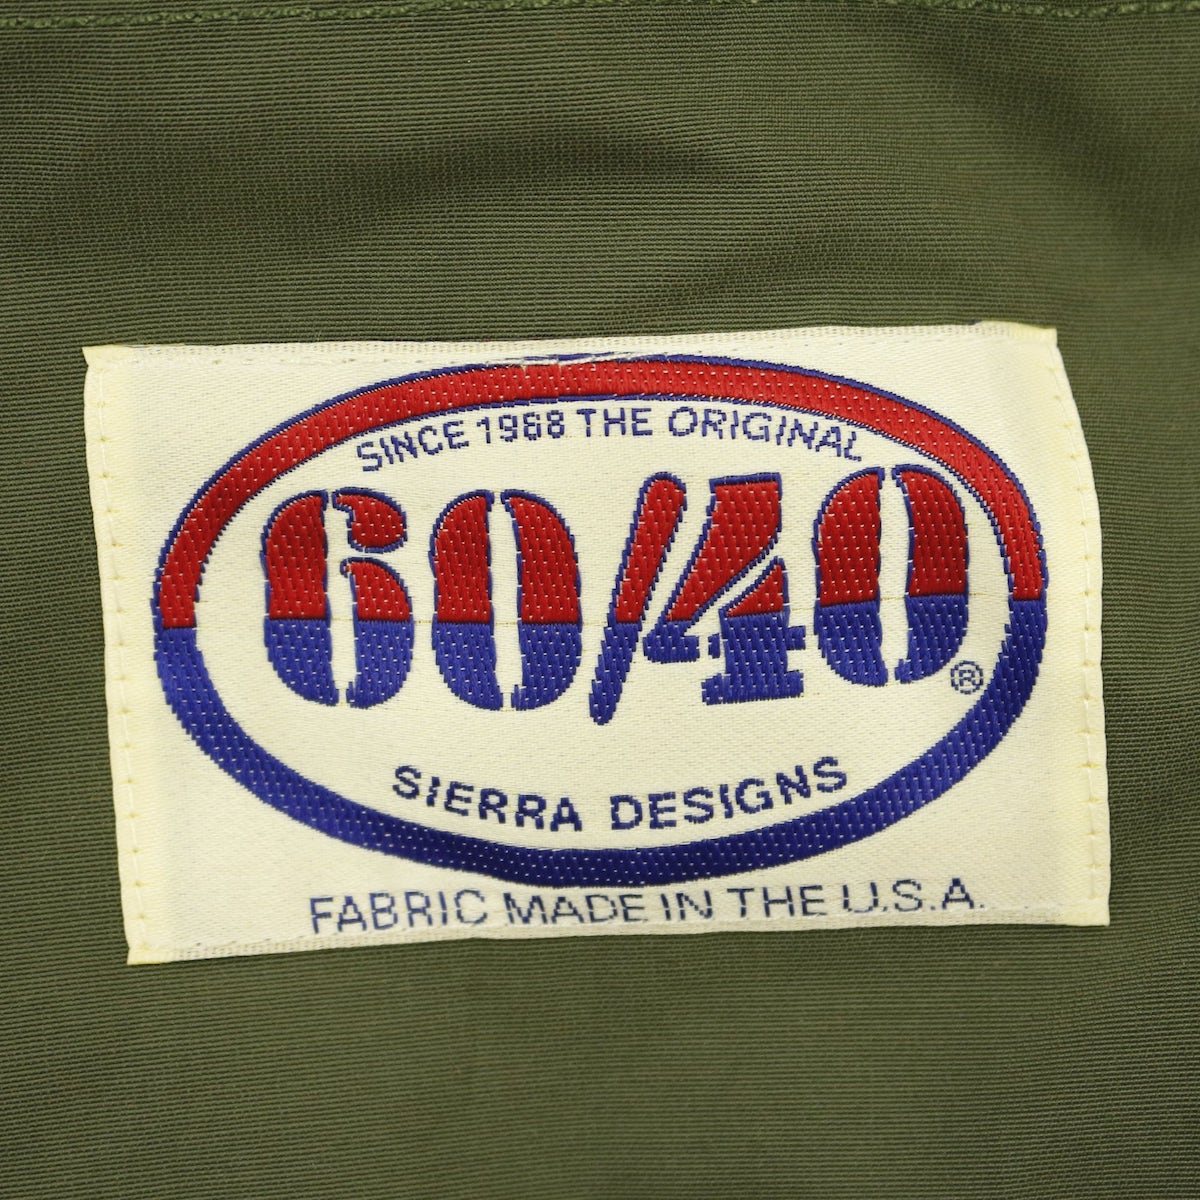 SINCE 1968 THE ORIGINAL
60/40®
SIERRA DESIGNS
FABRIC MADE IN THE U.S.A.